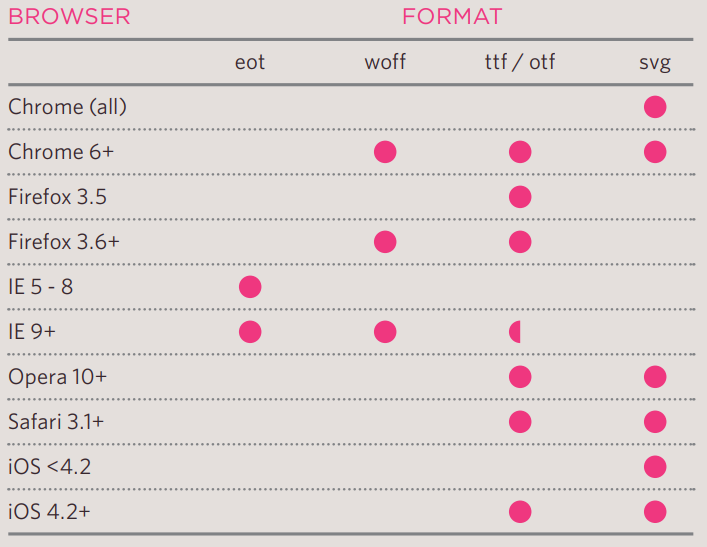 BROWSER FORMAT
eot woff ttf / otf svg
Chrome (all)
Chrome 6+
Firefox 3.5
Firefox 3.6+
IE 5 - 8
IE 9+
Opera 10+
Safari 3.1+
iOS <4.2
iOS 4.2+